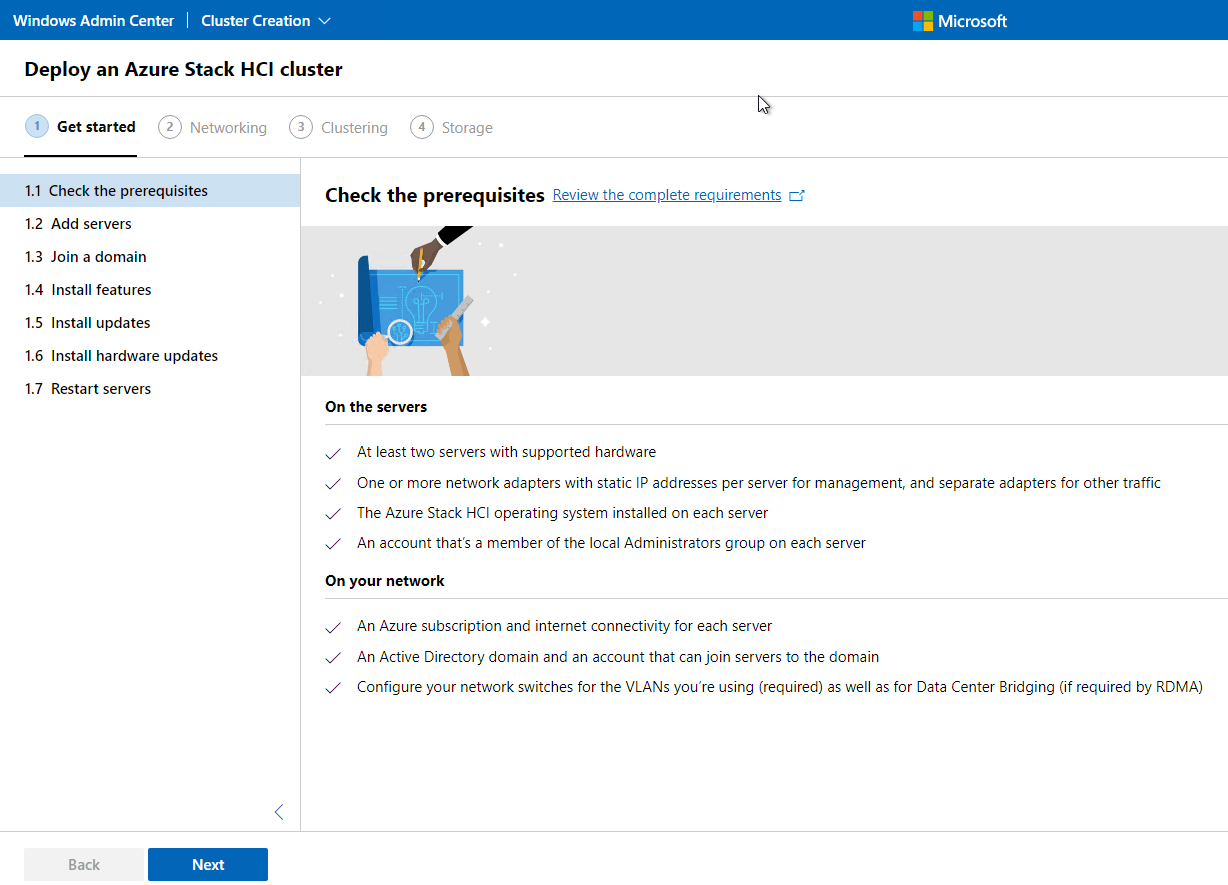 Windows Admin Center | Cluster Creation Microsoft
Deploy an Azure Stack HCI cluster
1 Get started 2 Networking 3 Clustering 4 Storage
1.1 Check the prerequisites
1.2 Add servers
1.3 Join a domain
1.4 Install features
1.5 Install updates
1.6 Install hardware updates
1.7 Restart servers
Check the prerequisites Review the complete requirements
On the servers
At least two servers with supported hardware
One or more network adapters with static IP addresses per server for management, and separate adapters for other traffic
The Azure Stack HCI operating system installed on each server
An account that's a member of the local Administrators group on each server
On your network
An Azure subscription and internet connectivity for each server
An Active Directory domain and an account that can join servers to the domain
Configure your network switches for the VLANs you're using (required) as well as for Data Center Bridging (if required by RDMA)
Back Next